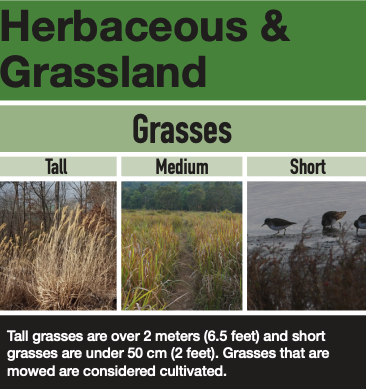 Herbaceous &
Grassland
Grasses
Tall Medium Short
Tall grasses are over 2 meters (6.5 feet) and short
grasses are under 50 cm (2 feet). Grasses that are
mowed are considered cultivated.